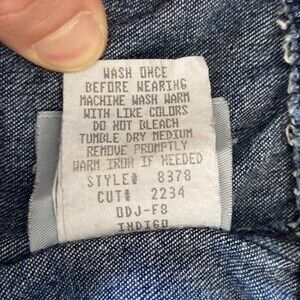 WASH ONCE
BEFORE WEARING
MACHINE WASH WARM
WITH LIKE COLORS
DO NOT BLEACH
TUMBLE DRY MEDIUM
REMOVE PROMPTLY
WARM IRON IF NEEDED
STYLE# 8378
CUT# 2234
DDJ-F8
INDIGO